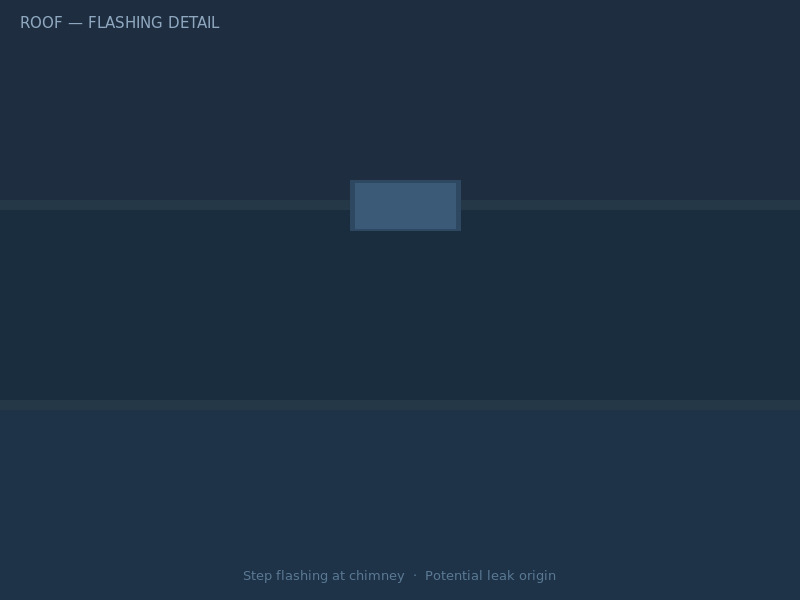 ROOF — FLASHING DETAIL
Step flashing at chimney · Potential leak origin